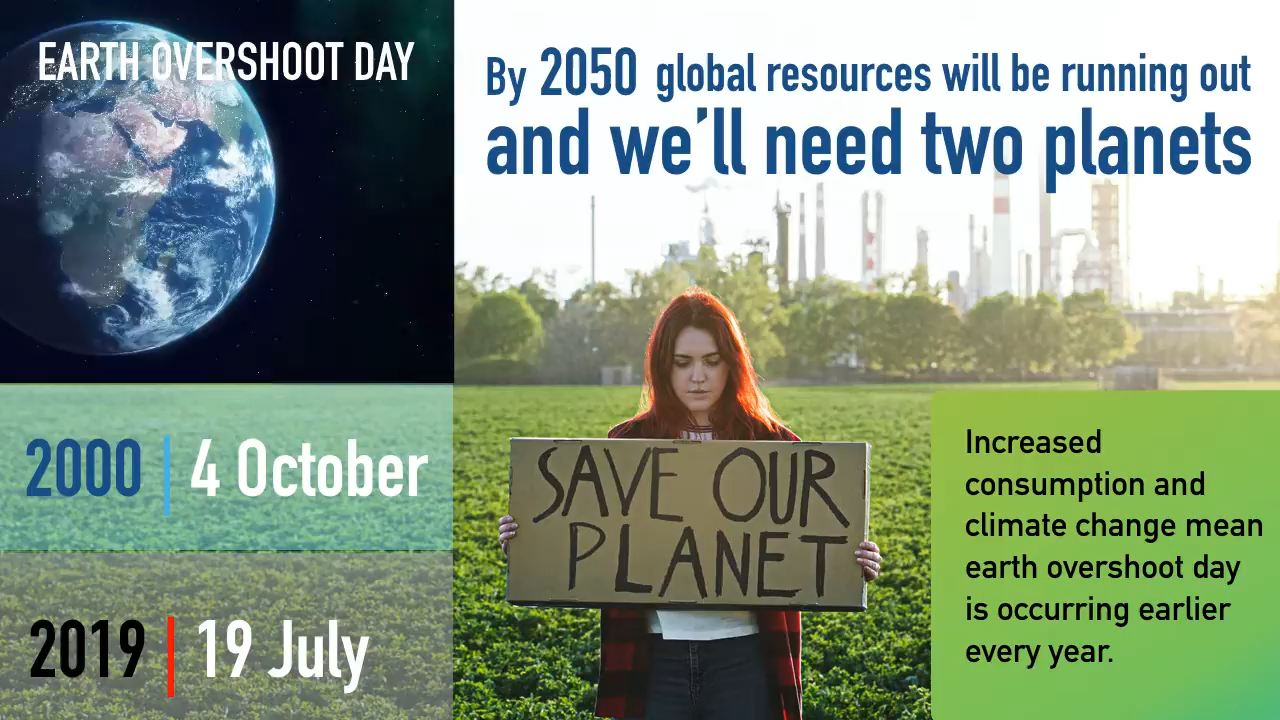 EARTH OVERSHOOT DAY
By 2050 global resources will be running out
and we'll need two planets
2000 | 4 October
2019 | 19 July
SAVE OUR
PLANET
Increased
consumption and
climate change mean
earth overshoot day
is occurring earlier
every year.